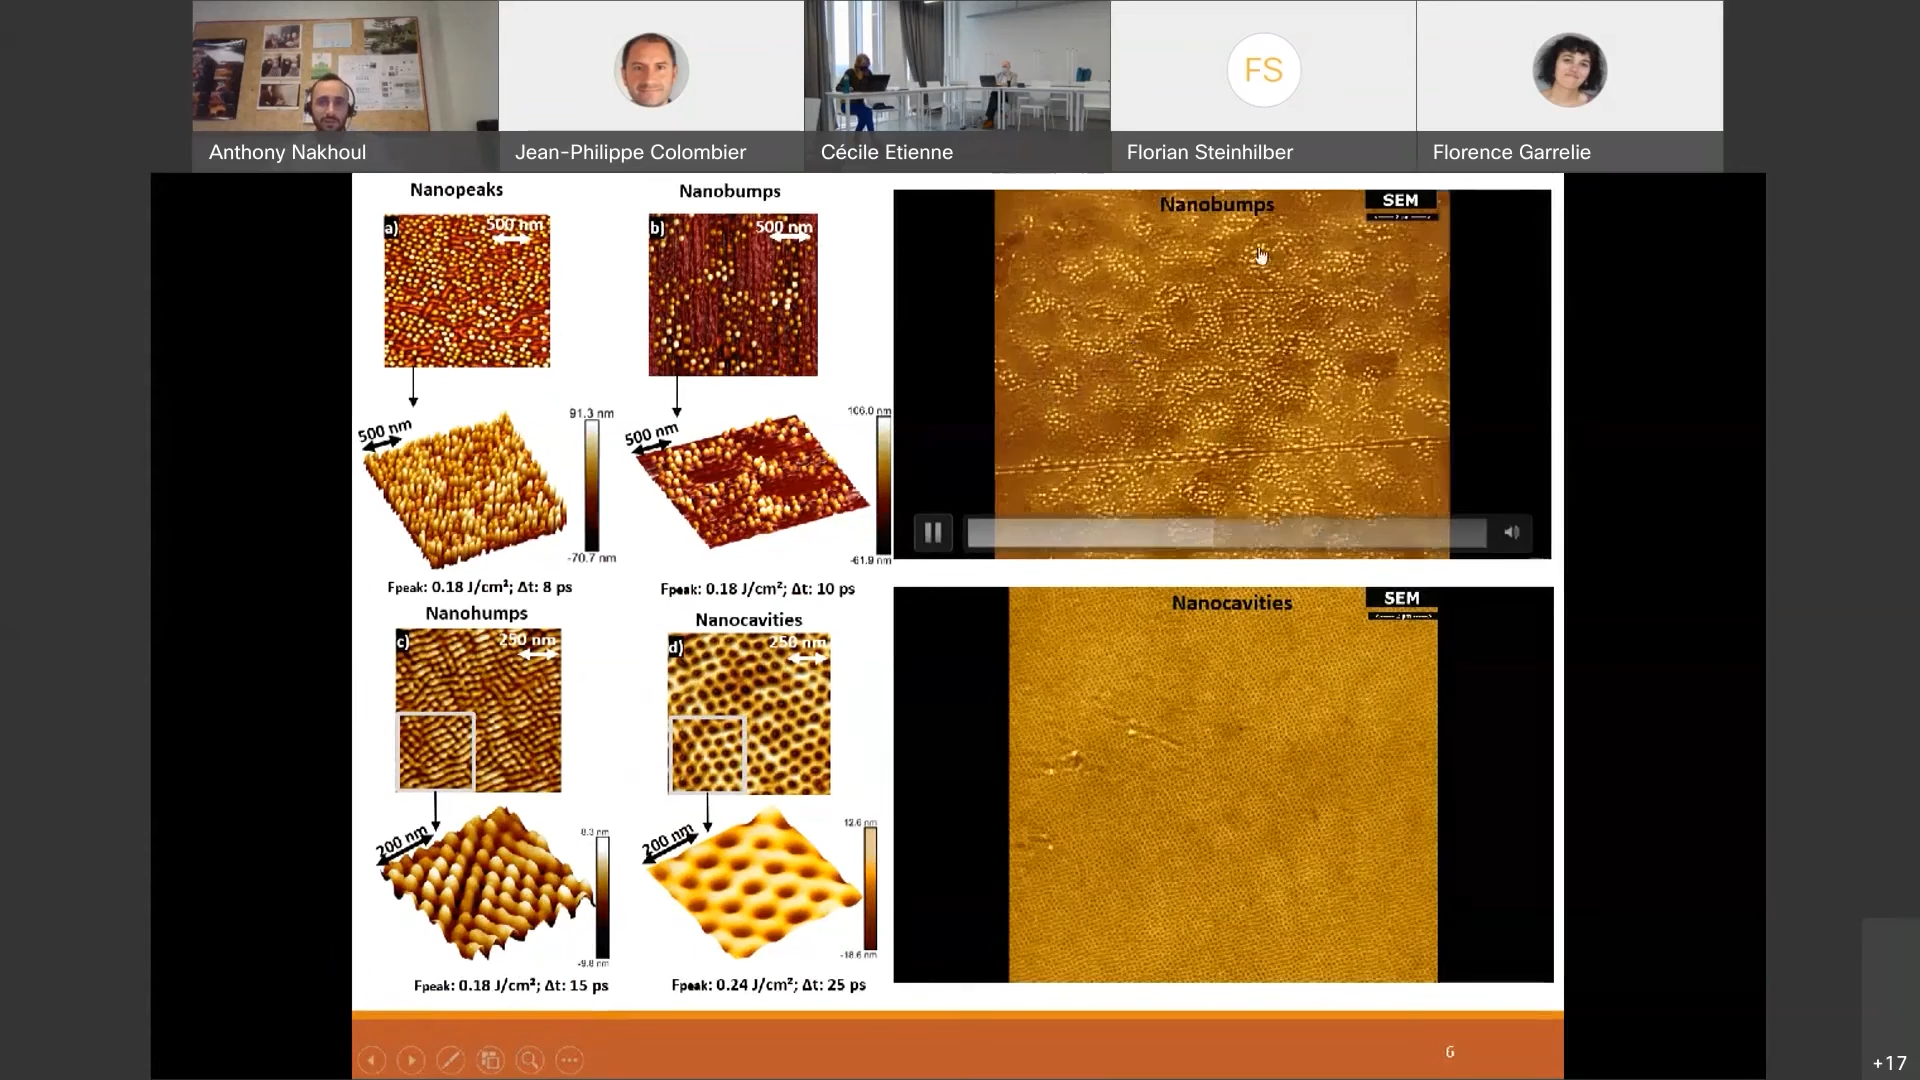 FS
Anthony Nakhoul
Jean-Philippe Colombier
Cécile Etienne
Florian Steinhilber
Florence Garrelie
Nanopeaks
Nanobumps
a)
500 nm
b)
500 nm
500 nm
91.3 nm
-70.7 nm
500 nm
106.0 nm
-61.9 nm
Fpeak: 0.18 J/cm²; Δt: 8 ps
Fpeak: 0.18 J/cm²; Δt: 10 ps
Nanohumps
Nanocavities
c)
250 nm
d)
250 nm
200 nm
8.3 nm
-9.8 nm
200 nm
12.6 nm
-18.6 nm
Fpeak: 0.18 J/cm²; Δt: 15 ps
Fpeak: 0.24 J/cm²; Δt: 25 ps
Nanobumps
SEM
Nanocavities
SEM
6
+17